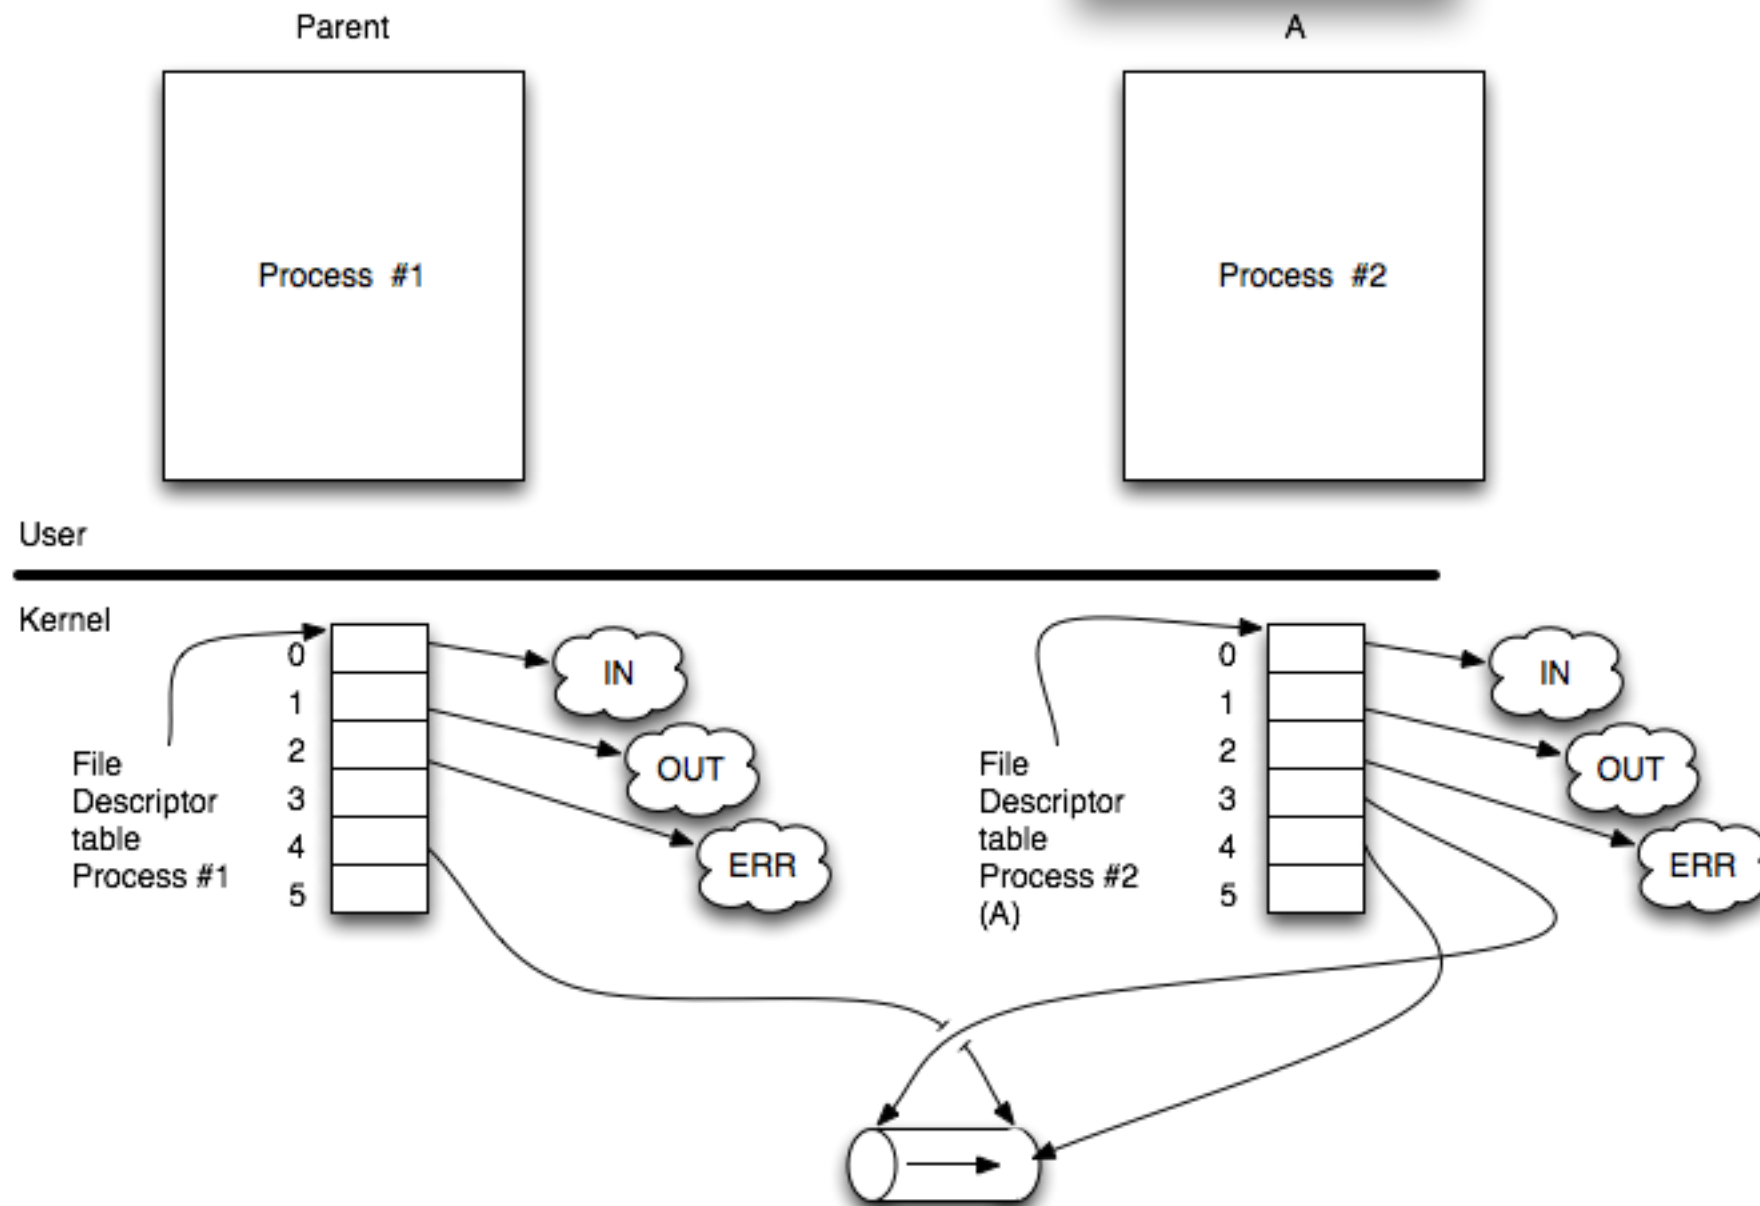 Parent
A
Process #1
Process #2
User
Kernel
0
1
2
3
4
5
IN
OUT
ERR
File
Descriptor
table
Process #1
0
1
2
3
4
5
IN
OUT
ERR
File
Descriptor
table
Process #2
(A)